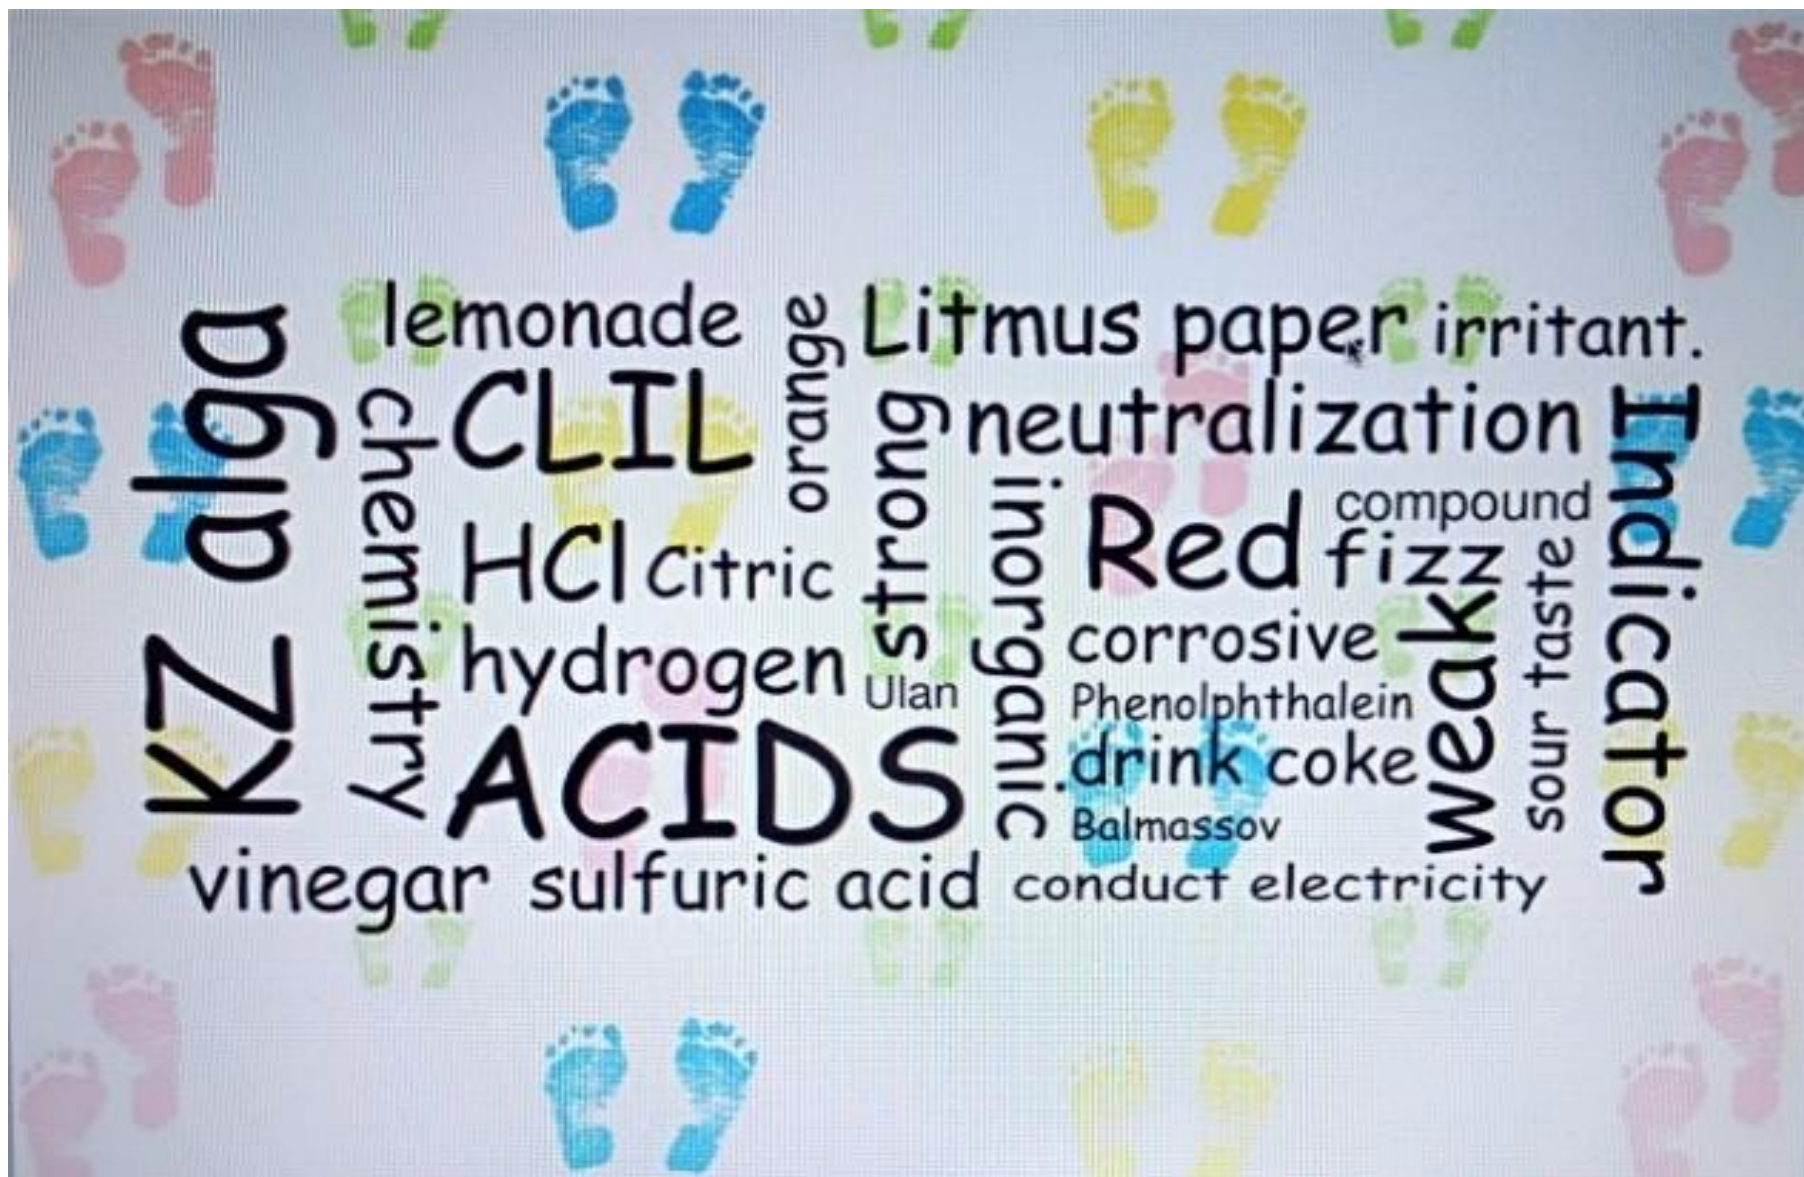 KZ alga
lemonade
orange
Litmus paper
irritant.
chemistry
CLIL
strong
neutralization
Indicator
HCl
Citric
inorganic
Red
compound
fizz
hydrogen
Ulan
corrosive
weak
sour taste
Phenolphthalein
ACIDS
drink coke
Balmassov
vinegar
sulfuric acid
conduct electricity